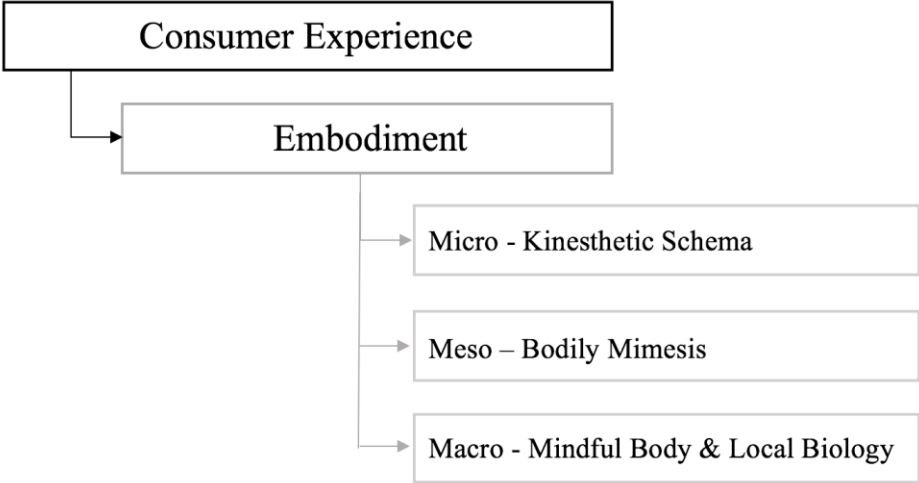 Consumer Experience
Embodiment
Micro - Kinesthetic Schema
Meso – Bodily Mimesis
Macro - Mindful Body & Local Biology